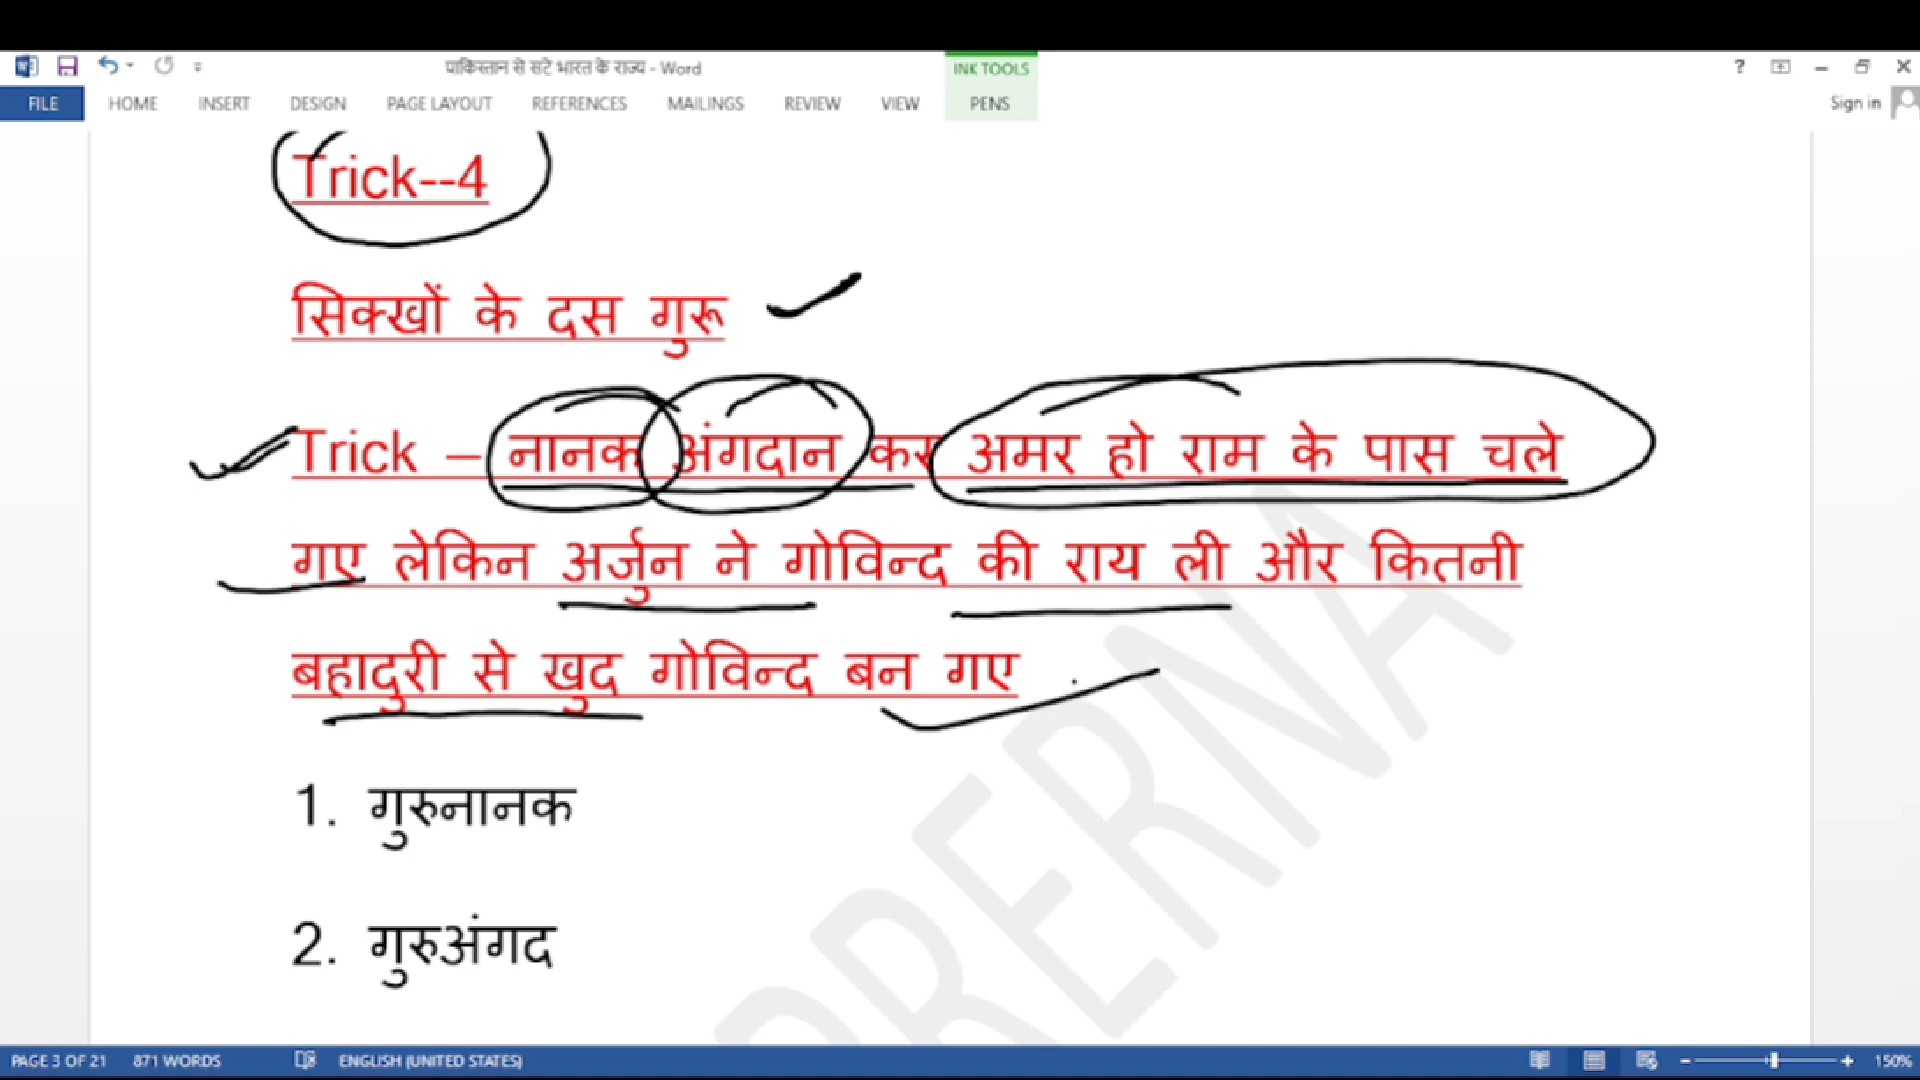 पाकिस्तान से सटे भारत के राज्य - Word
INK TOOLS
?
FILE HOME INSERT DESIGN PAGE LAYOUT REFERENCES MAILINGS REVIEW VIEW PENS Sign in
Trick--4
सिक्खों के दस गुरू
Trick – नानक अंगदान कर अमर हो राम के पास चले
गए लेकिन अर्जुन ने गोविन्द की राय ली और कितनी
बहादुरी से खुद गोविन्द बन गए
1. गुरुनानक
2. गुरुअंगद
PRERNA
PAGE 3 OF 21 871 WORDS ENGLISH (UNITED STATES) 150%